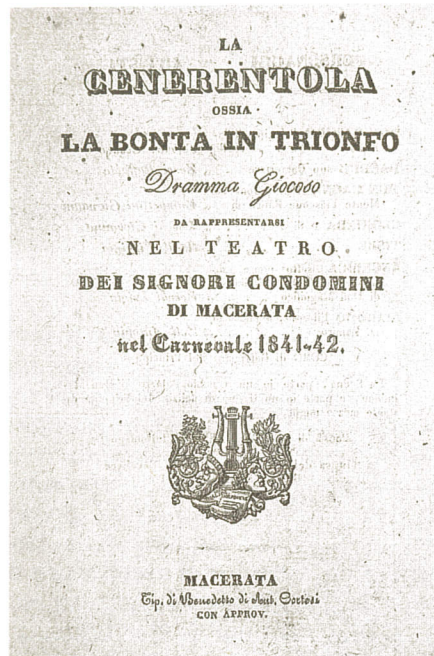 LA
CENERENTOLA
OSSIA
LA BONTÀ IN TRIONFO
Dramma Giocoso
DA RAPPRESENTARSI
NEL TEATRO
DEI SIGNORI CONDOMINI
DI MACERATA
nel Carnevale 1841-42.
MACERATA
Tip. di Benedetto di Ant. Cortesi
CON APPROV.